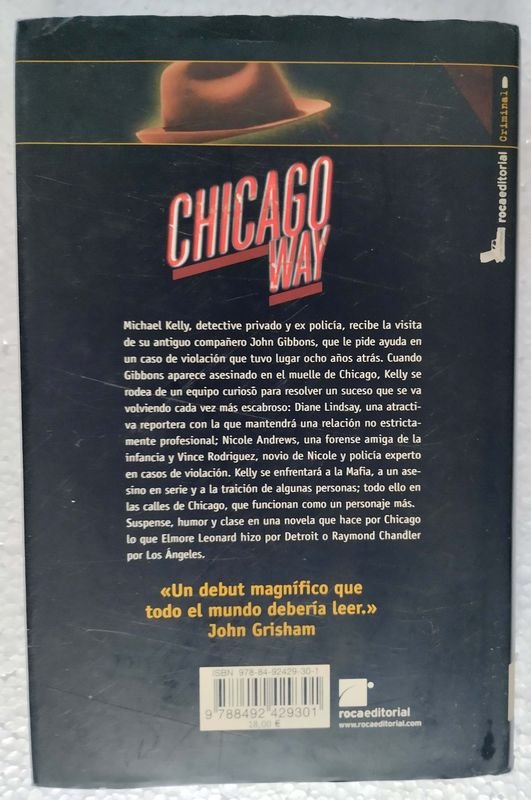 rocaeditorial Criminal
CHICAGO
WAY
Michael Kelly, detective privado y ex policía, recibe la visita
de su antiguo compañero John Gibbons, que le pide ayuda en
un caso de violación que tuvo lugar ocho años atrás. Cuando
Gibbons aparece asesinado en el muelle de Chicago, Kelly se
rodea de un equipo curioso para resolver un suceso que se va
volviendo cada vez más escabroso: Diane Lindsay, una atracti-
va reportera con la que mantendrá una relación no estricta-
mente profesional; Nicole Andrews, una forense amiga de la
infancia y Vince Rodriguez, novio de Nicole y policía experto
en casos de violación. Kelly se enfrentará a la Mafia, a un ase-
sino en serie y a la traición de algunas personas; todo ello en
las calles de Chicago, que funcionan como un personaje más.
Suspense, humor y clase en una novela que hace por Chicago
lo que Elmore Leonard hizo por Detroit o Raymond Chandler
por Los Ángeles.
«Un debut magnífico que
todo el mundo debería leer.»
John Grisham
ISBN 978-84-92429-30-1
9 788492 429301
18,00 €
rocaeditorial
www.rocaeditorial.com